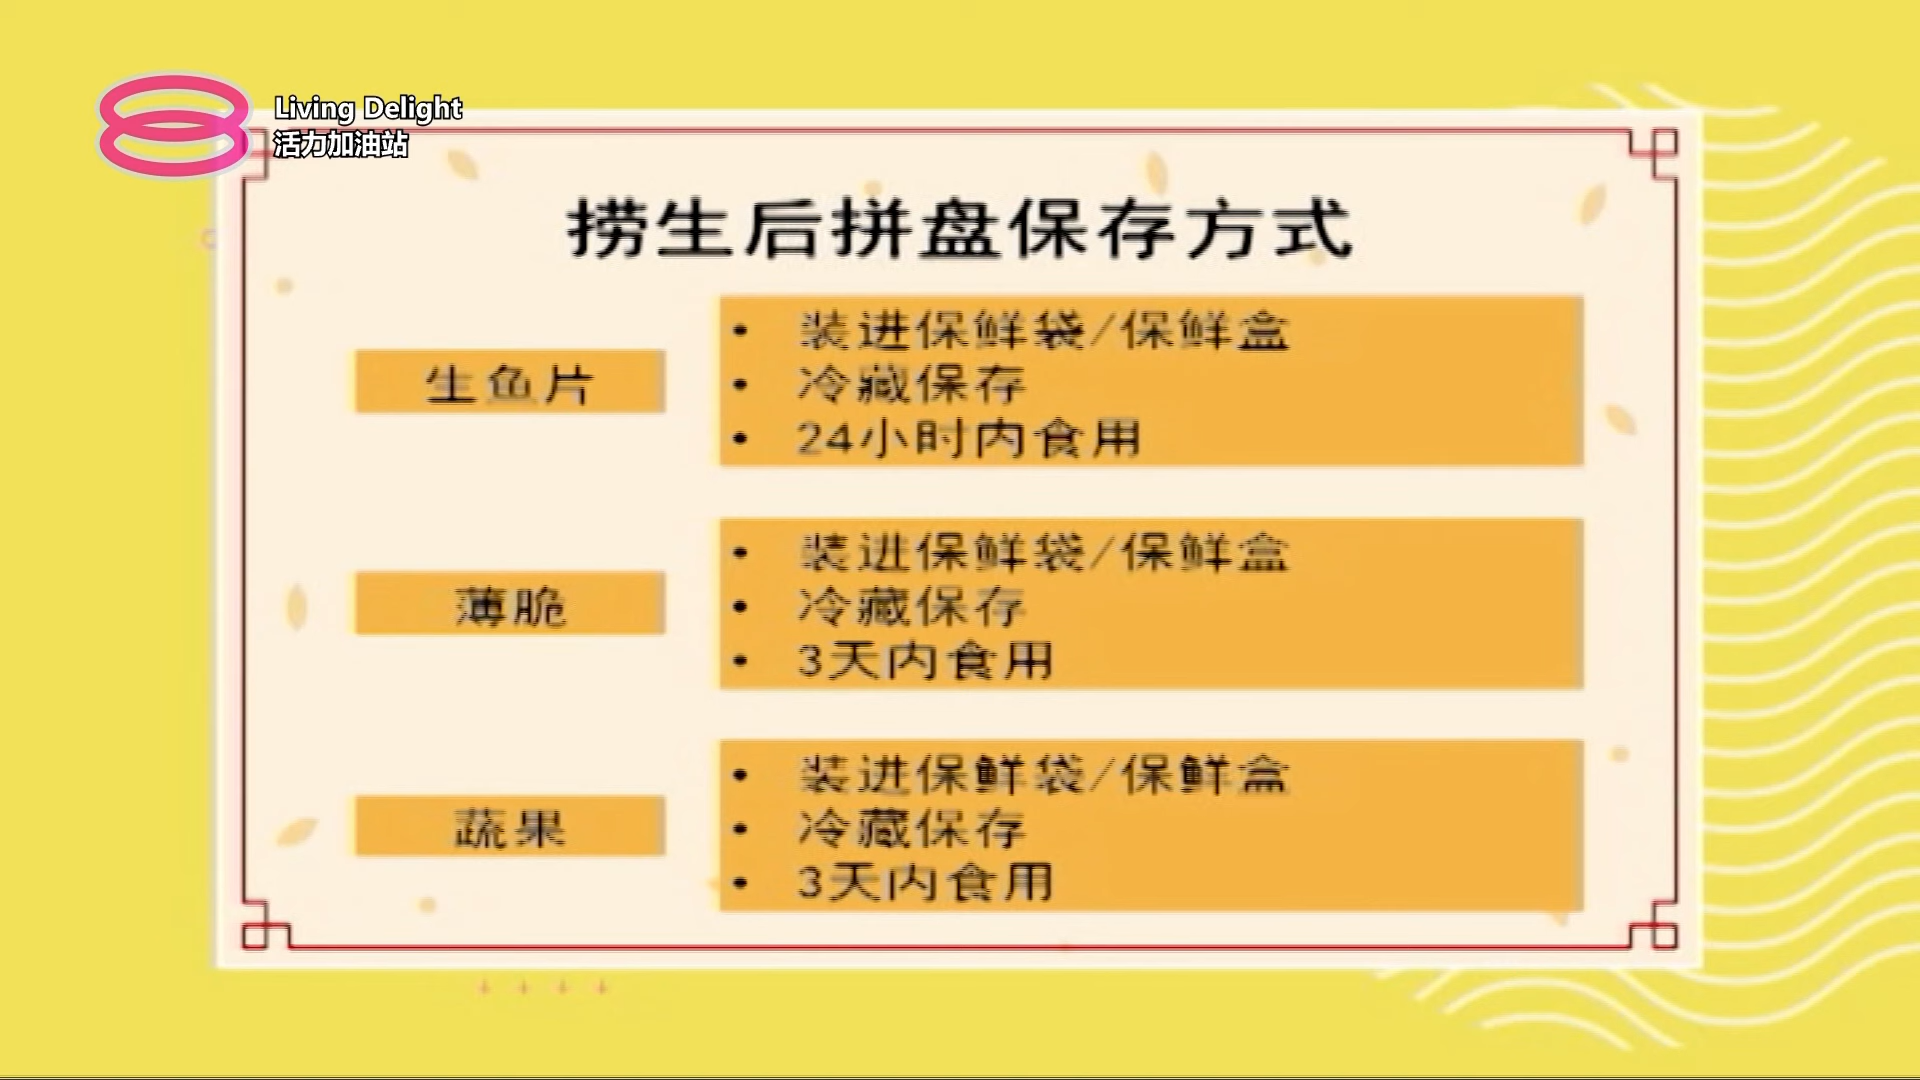 Living Delight
活力加油站
捞生后拼盘保存方式
生鱼片
• 装进保鲜袋/保鲜盒
• 冷藏保存
• 24小时内食用
薄脆
• 装进保鲜袋/保鲜盒
• 冷藏保存
• 3天内食用
蔬果
• 装进保鲜袋/保鲜盒
• 冷藏保存
• 3天内食用